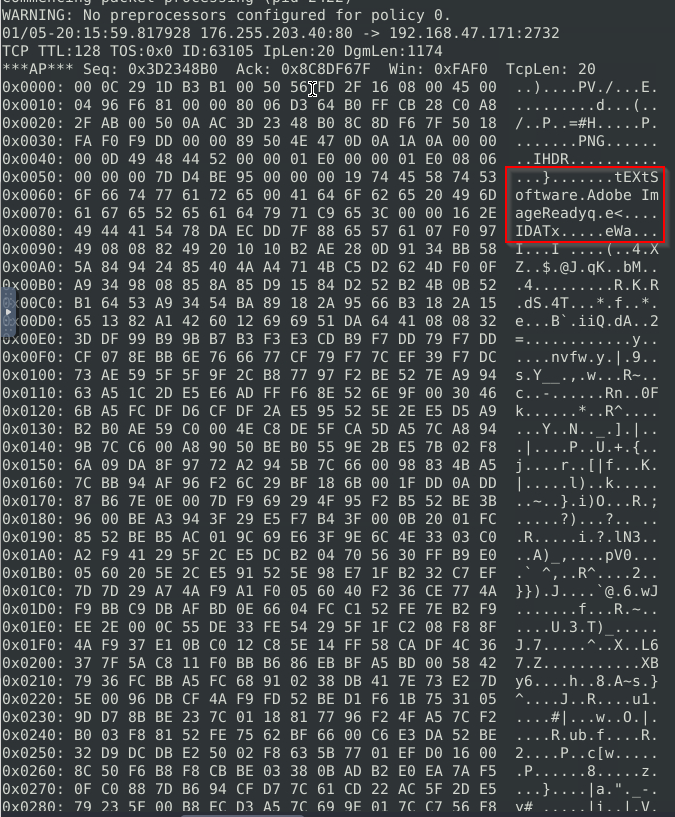 Commencing packet processing
WARNING: No preprocessors configured for policy 0.
01/05-20:15:59.817928 176.255.203.40:80 -> 192.168.47.171:2732
TCP TTL:128 TOS:0x0 ID:63105 IpLen:20 DgmLen:1174
***AP*** Seq: 0x3D2348B0  Ack: 0x8C8DF67F  Win: 0xFAF0  TcpLen: 20
0x0000: 00 0C 29 1D B3 B1 00 50 56 FD 2F 16 08 00 45 00  ..)....PV./...E.
0x0010: 04 96 F6 81 00 00 80 06 D3 64 B0 FF CB 28 C0 A8  .........d...(..
0x0020: 2F AB 00 50 0A AC 3D 23 48 B0 8C 8D F6 7F 50 18  /..P..=#H.....P.
0x0030: FA F0 F9 DD 00 00 89 50 4E 47 0D 0A 1A 0A 00 00  .......PNG......
0x0040: 00 0D 49 48 44 52 00 00 01 E0 00 00 01 E0 08 06  ..IHDR..........
0x0050: 00 00 00 7D D4 BE 95 00 00 00 19 74 45 58 74 53  ...}.......tEXtS
0x0060: 6F 66 74 77 61 72 65 00 41 64 6F 62 65 20 49 6D  oftware.Adobe Im
0x0070: 61 67 65 52 65 61 64 79 71 C9 65 3C 00 00 16 2E  ageReadyq.e<....
0x0080: 49 44 41 54 78 DA EC DD 7F 88 65 57 61 07 F0 97  IDATx.....eWa...
0x0090: 49 08 08 82 49 20 10 10 B2 AE 28 0D 91 34 BB 58  I...I ....(..4.X
0x00A0: 5A 84 94 24 85 40 4A A4 71 4B C5 D2 62 4D F0 0F  Z..$.@J.qK..bM..
0x00B0: A9 34 98 08 85 8A 85 D9 15 84 D2 52 B2 4B 0B 52  .4.........R.K.R
0x00C0: B1 64 53 A9 34 54 BA 89 18 2A 95 66 B3 18 2A 15  .dS.4T...*.f..*.
0x00D0: 65 13 82 A1 42 60 12 69 69 51 DA 64 41 08 08 32  e...B`.iiQ.dA..2
0x00E0: 3D DF 99 B9 9B B7 B3 F3 E3 CD B9 F7 DD 79 F7 DD  =............y..
0x00F0: CF 07 8E BB 6E 76 66 77 CF 79 F7 7C EF 39 F7 DC  ....nvfw.y.|.9..
0x0100: 73 AE 59 5F 5F 9F 2C B8 77 97 F2 BE 52 7E A9 94  s.Y__.,.w...R~..
0x0110: 63 A5 1C 2D E5 E6 AD FF F6 8E 52 6E 9F 00 30 46  c..-......Rn..0F
0x0120: 6B A5 FC DF D6 CF DF 2A E5 95 52 5E 2E E5 D5 A9  k......*..R^....
0x0130: B2 B0 AE 59 C0 00 4E C8 DE 5F CA 5D A5 7C A8 94  ...Y..N.._.].|..
0x0140: 9B 7C C6 00 A8 90 50 BE B0 55 9E 2B E5 7B 02 F8  .|....P..U.+.{..
0x0150: 6A 09 DA 8F 97 72 A2 94 5B 7C 66 00 98 83 4B A5  j....r..[|f...K.
0x0160: 7C BB 94 AF 96 F2 6C 29 BF 18 6B 00 1F DD 0A DD  |.....l)..k.....
0x0170: 87 B6 7E 0E 00 7D F9 69 29 4F 95 F2 B5 52 BE 3B  ..~..}.i)O...R.;
0x0180: 96 00 BE A3 94 3F 29 E5 F7 B4 3F 00 0B 20 01 FC  .....?)...?.. ..
0x0190: 85 52 BE B5 AC 01 9C 69 E6 3F 9E 6C 4E 33 03 C0  .R.....i.?.lN3..
0x01A0: A2 F9 41 29 5F 2C E5 DC B2 04 70 56 30 FF B9 E0  ..A)_,....pV0...
0x01B0: 05 60 20 5E 2C E5 91 52 5E 98 E7 1F B2 32 C7 EF  .` ^,..R^....2..
0x01C0: 7D 7D 29 A7 4A F9 A1 F0 05 60 40 F2 36 CE 77 4A  }}).J....`@.6.wJ
0x01D0: F9 BB C9 DB AF BD 0E 66 04 FC C1 52 FE 7E B2 F9  .......f...R.~..
0x01E0: EE 2E 00 0C 55 DE 33 FE 54 29 5F 1F C2 08 F8 8F  ....U.3.T)_.....
0x01F0: 4A F9 37 E1 0B C0 12 C8 5E 14 FF 58 CA DF 4C 36  J.7.....^..X..L6
0x0200: 37 7F 5A C8 11 F0 BB B6 86 EB BF A5 BD 00 58 42  7.Z...........XB
0x0210: 79 36 FC BB A5 FC 68 91 02 38 DB 41 7E 73 E2 7D  y6....h..8.A~s.}
0x0220: 5E 00 96 DB CF 4A F9 FD 52 BE D1 F6 1B 75 31 05  ^....J..R....u1.
0x0230: 9D D7 8B BE 23 7C 01 18 81 77 96 F2 4F A5 7C F2  ....#|...w..O.|.
0x0240: B0 03 F8 81 52 FE 75 62 BF 66 00 C6 E3 DA 52 BE  ....R.ub.f....R.
0x0250: 32 D9 DC DB E2 50 02 F8 63 5B 77 01 EF D0 16 00  2....P..c[w.....
0x0260: 8C 50 F6 B8 F8 CB BE 03 38 0B AD B2 E0 EA 7A F5  .P......8.....z.
0x0270: 0F C0 88 7D B6 94 CF D7 7C 61 CD 22 AC 5F 2D E5  ...}....|a."._-.
0x0280: 79 23 5F 00 B8 EC D3 A5 7C 69 9E 01 7C C7 56 F8